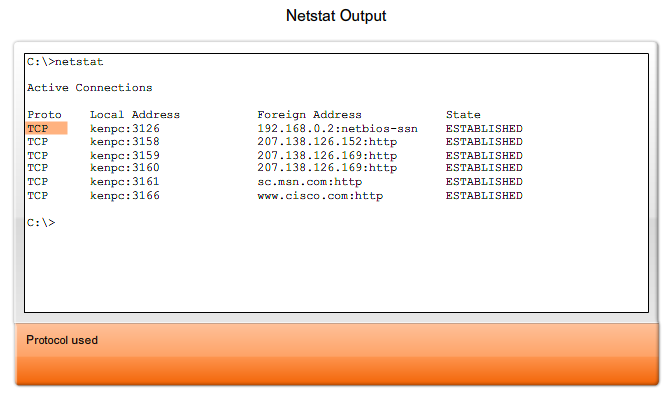 Netstat Output
C:\>netstat
Active Connections
Proto Local Address Foreign Address State
TCP kenpc:3126 192.168.0.2:netbios-ssn ESTABLISHED
TCP kenpc:3158 207.138.126.152:http ESTABLISHED
TCP kenpc:3159 207.138.126.169:http ESTABLISHED
TCP kenpc:3160 207.138.126.169:http ESTABLISHED
TCP kenpc:3161 sc.msn.com:http ESTABLISHED
TCP kenpc:3166 www.cisco.com:http ESTABLISHED
C:\>
Protocol used